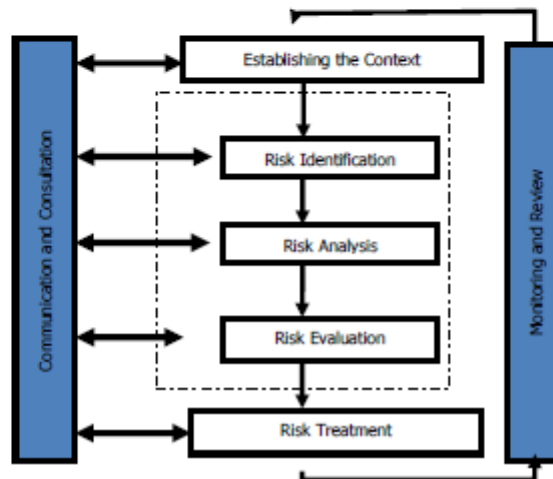 Establishing the Context
Communication and Consultation
Risk Identification
Risk Analysis
Risk Evaluation
Risk Treatment
Monitoring and Review